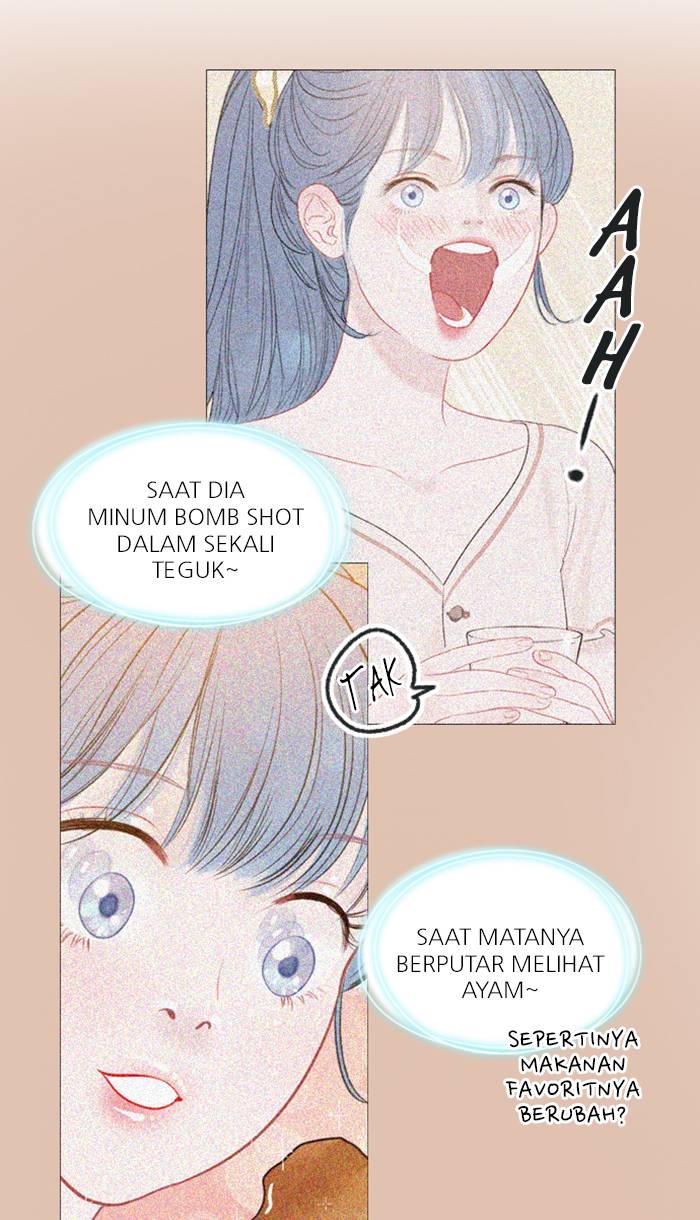 AAH!
SAAT DIA
MINUM BOMB SHOT
DALAM SEKALI
TEGUK~
TAK
SAAT MATANYA
BERPUTAR MELIHAT
AYAM~
SEPERTINYA
MAKANAN
FAVORITNYA
BERUBAH?